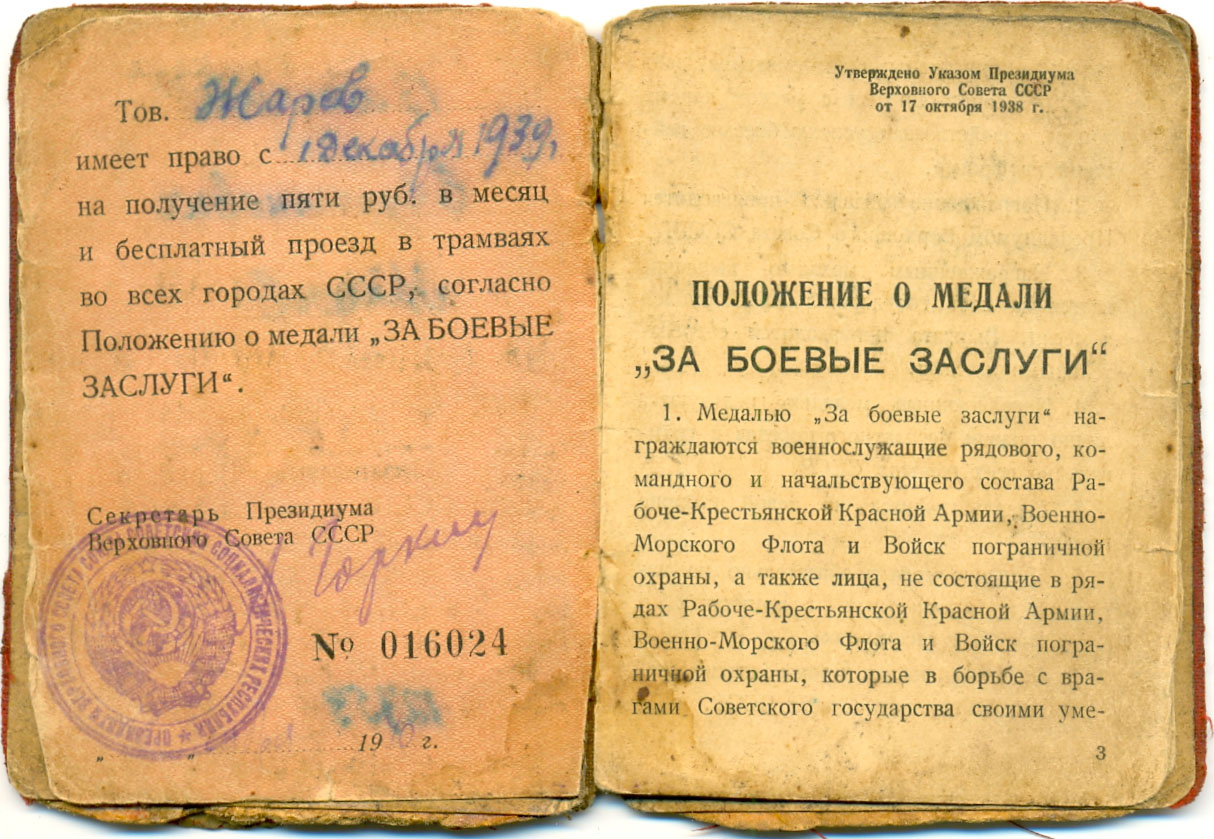 Тов. Жаров
имеет право с 1 декабря 1939 г.
на получение пяти руб. в месяц
и бесплатный проезд в трамваях
во всех городах СССР, согласно
Положению о медали „ЗА БОЕВЫЕ
ЗАСЛУГИ“.
Секретарь Президиума
Верховного Совета СССР
Горкин
№ 016024
„ „ 19 г.
Утверждено Указом Президиума
Верховного Совета СССР
от 17 октября 1938 г.
ПОЛОЖЕНИЕ О МЕДАЛИ
„ЗА БОЕВЫЕ ЗАСЛУГИ“
1. Медалью „За боевые заслуги“ на-
граждаются военнослужащие рядового, ко-
мандного и начальствующего состава Ра-
боче-Крестьянской Красной Армии, Военно-
Морского Флота и Войск пограничной
охраны, а также лица, не состоящие в ря-
дах Рабоче-Крестьянской Красной Армии,
Военно-Морского Флота и Войск погра-
ничной охраны, которые в борьбе с вра-
гами Советского государства своими уме-
3